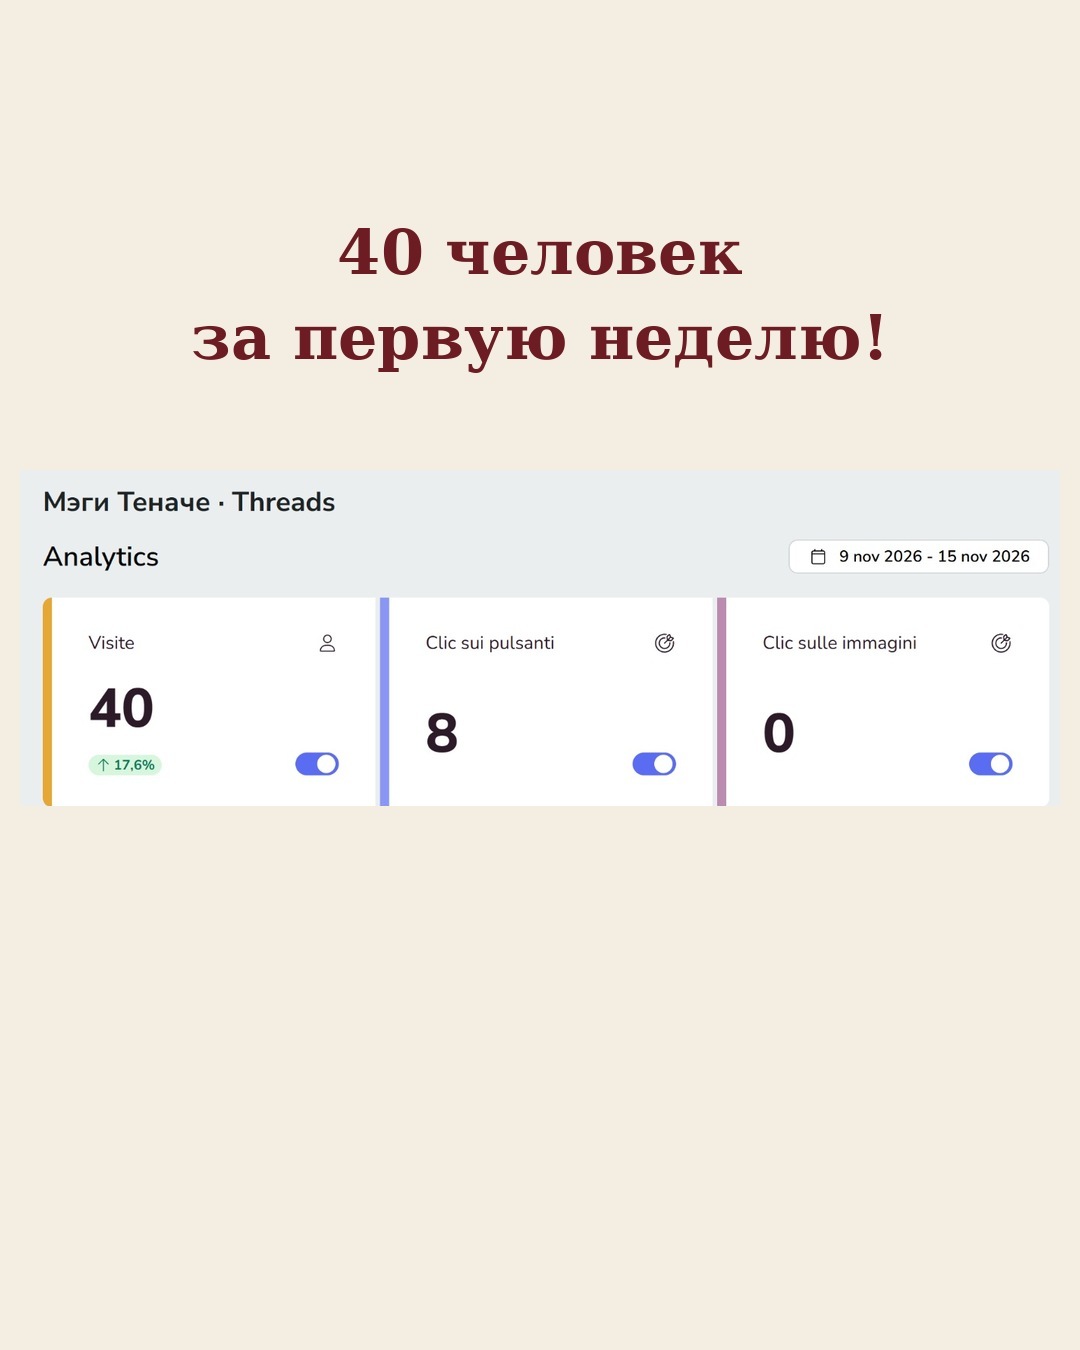 40 человек
за первую неделю!
Мэги Теначе · Threads
Analytics
9 nov 2026 - 15 nov 2026
Visite
40
↑ 17,6%
Clic sui pulsanti
8
Clic sulle immagini
0